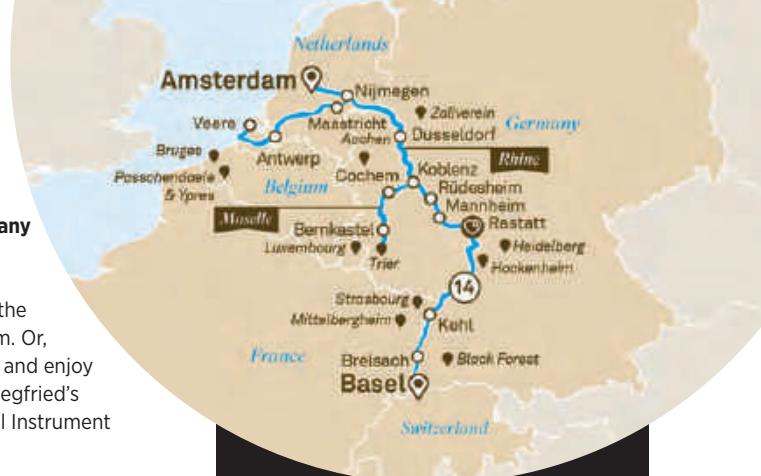 any
the
m. Or,
and enjoy
egfried's
l Instrument
Netherlands
Amsterdam
Nijmegen
Veere
Maastricht
Zollverein
Germany
Aachen
Dusseldorf
Bruges
Antwerp
Rhine
Passchendaele
& Ypres
Belgium
Cochem
Koblenz
Rüdesheim
Mannheim
Moselle
Bernkastel
Rastatt
Luxembourg
Trier
Heidelberg
Hockenheim
14
Strasbourg
Mittelbergheim
Kehl
France
Breisach
Black Forest
Basel
Switzerland